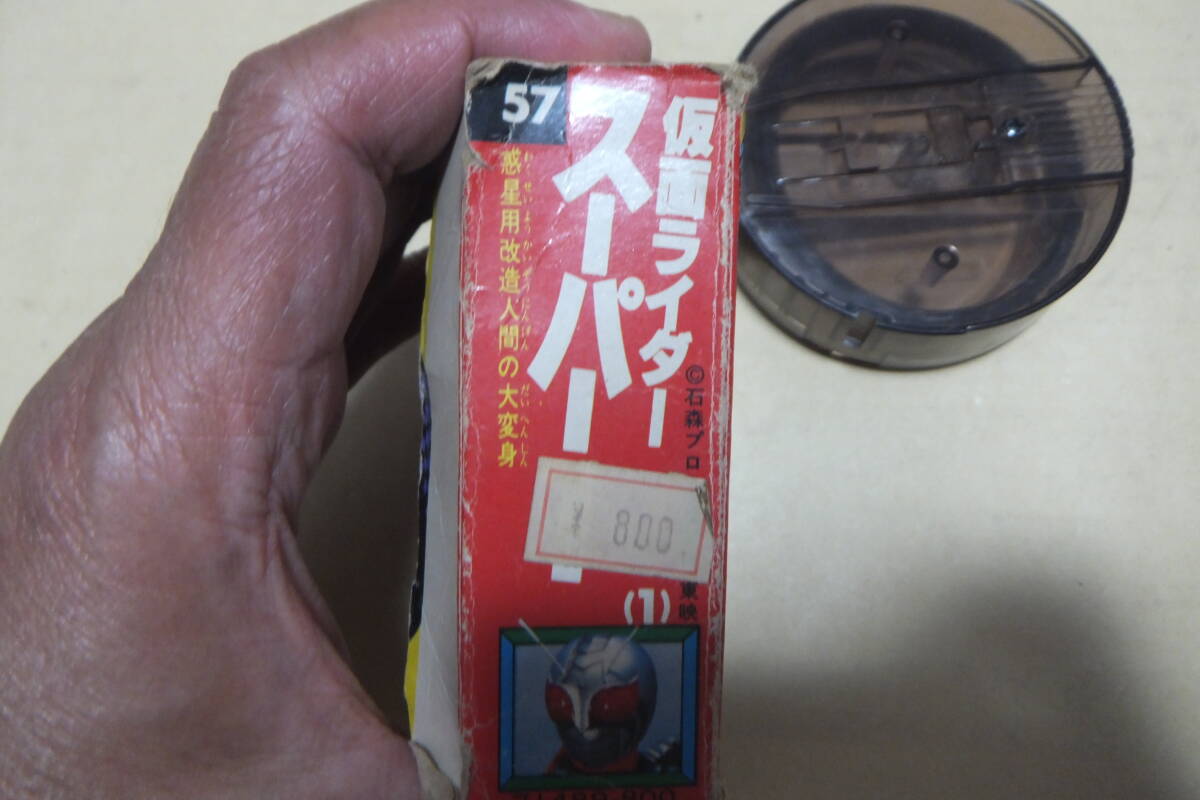 57
仮面ライダー
スーパー1
(1)
惑星用改造人間の大変身
わくせいようかいぞうにんげん だいへんしん
©石森プロ
東映
¥ 800